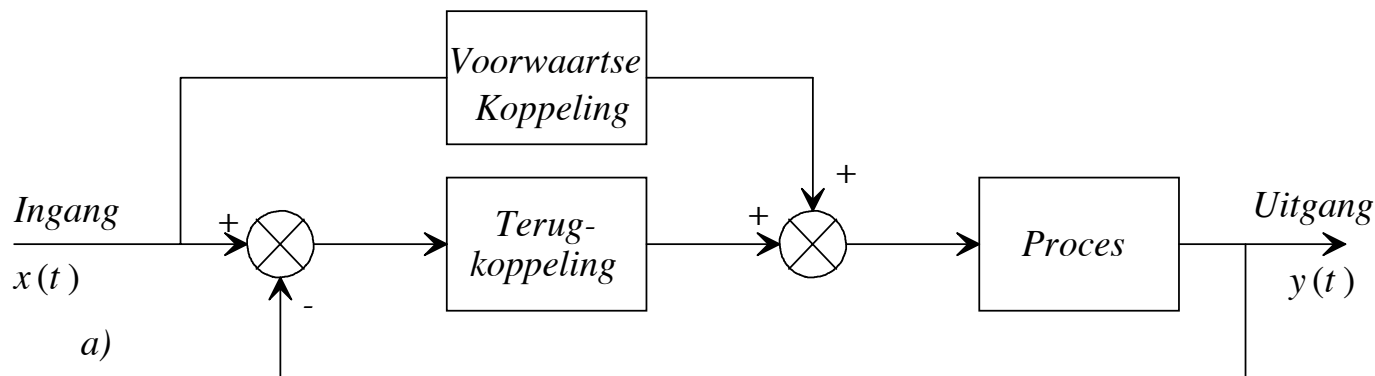 Voorwaartse
Koppeling
+
Ingang
+
Terug-
koppeling
+
Proces
Uitgang
x(t)
-
y(t)
a)